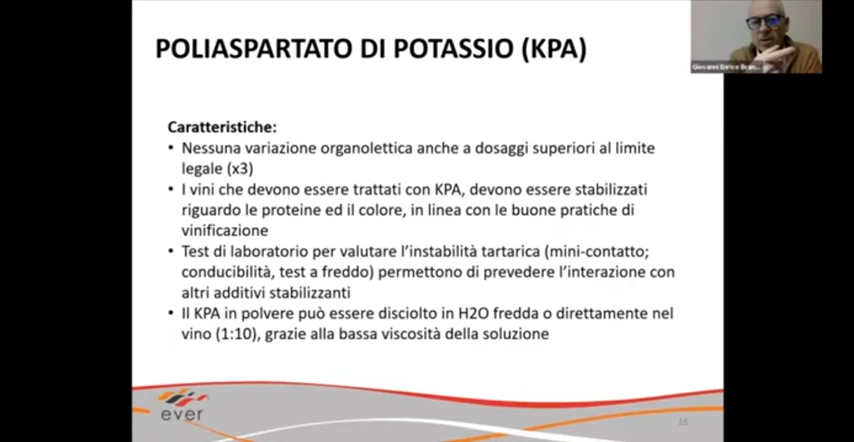 POLIASPARTATO DI POTASSIO (KPA)
Giovanni Enrico Bran...
Caratteristiche:
• Nessuna variazione organolettica anche a dosaggi superiori al limite
legale (x3)
• I vini che devono essere trattati con KPA, devono essere stabilizzati
riguardo le proteine ed il colore, in linea con le buone pratiche di
vinificazione
• Test di laboratorio per valutare l'instabilità tartarica (mini-contatto;
conducibilità, test a freddo) permettono di prevedere l'interazione con
altri additivi stabilizzanti
• Il KPA in polvere può essere disciolto in H2O fredda o direttamente nel
vino (1:10), grazie alla bassa viscosità della soluzione
ever
16